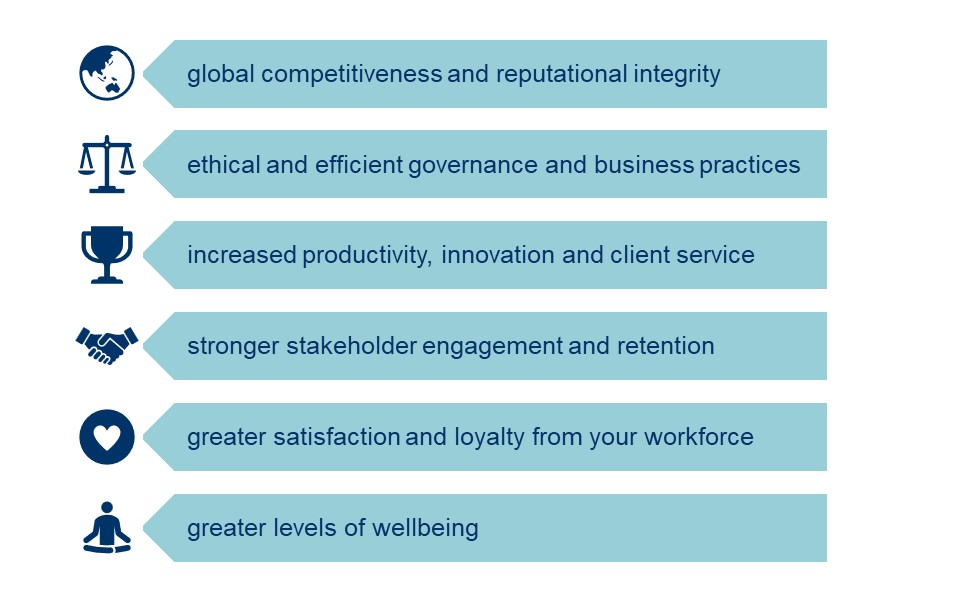 global competitiveness and reputational integrity
ethical and efficient governance and business practices
increased productivity, innovation and client service
stronger stakeholder engagement and retention
greater satisfaction and loyalty from your workforce
greater levels of wellbeing